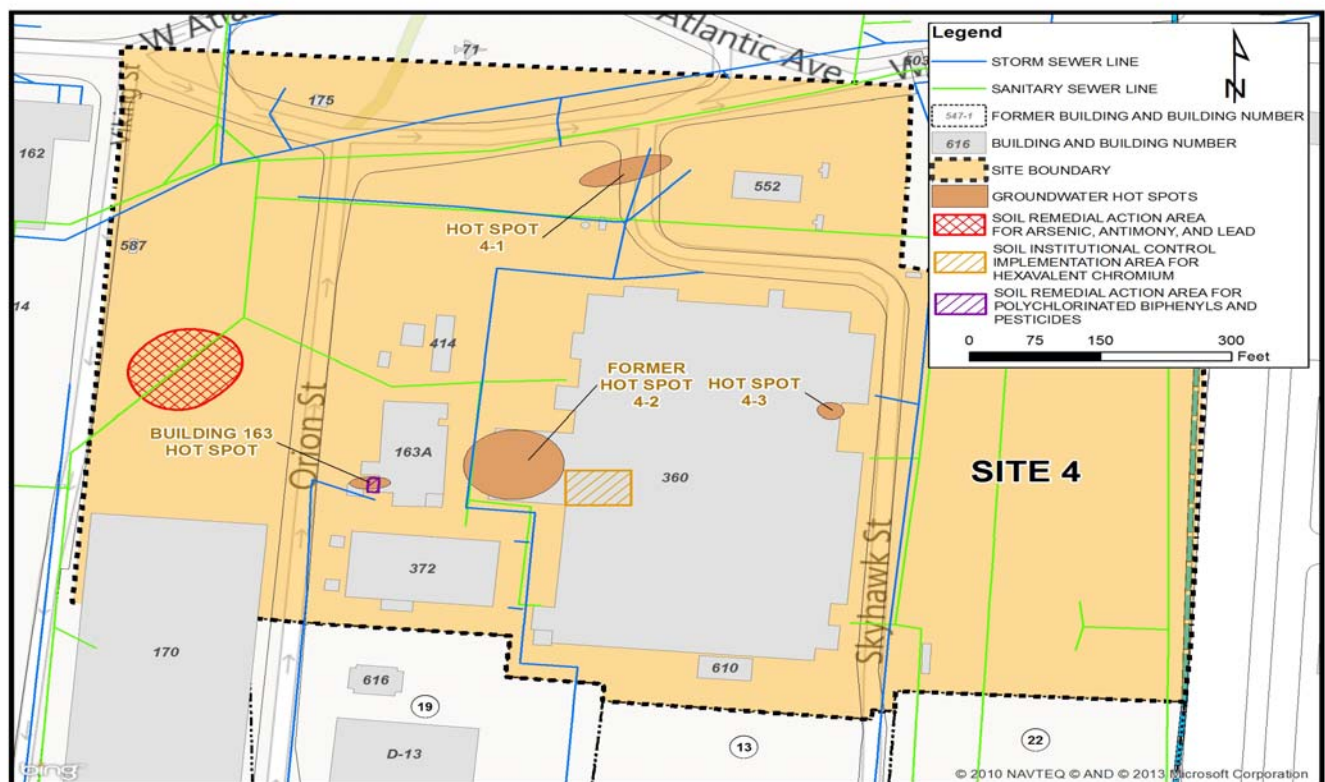 W Atlan
Atlantic Ave
W
71
503
175
Viking St
162
552
HOT SPOT
4-1
587
14
414
FORMER
HOT SPOT
4-2
HOT SPOT
4-3
BUILDING 163
HOT SPOT
Orion St
163A
360
SITE 4
372
Skyhawk St
170
610
616
19
D-13
13
22
Legend
N
STORM SEWER LINE
SANITARY SEWER LINE
547-1
FORMER BUILDING AND BUILDING NUMBER
616
BUILDING AND BUILDING NUMBER
SITE BOUNDARY
GROUNDWATER HOT SPOTS
SOIL REMEDIAL ACTION AREA
FOR ARSENIC, ANTIMONY, AND LEAD
SOIL INSTITUTIONAL CONTROL
IMPLEMENTATION AREA FOR
HEXAVALENT CHROMIUM
SOIL REMEDIAL ACTION AREA FOR
POLYCHLORINATED BIPHENYLS AND
PESTICIDES
0 75 150 300
Feet
bing
© 2010 NAVTEQ © AND © 2013 Microsoft Corporation